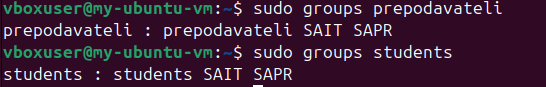 vboxuser@my-ubuntu-vm:~$ sudo groups prepodavateli
prepodavateli : prepodavateli SAIT SAPR
vboxuser@my-ubuntu-vm:~$ sudo groups students
students : students SAIT SAPR